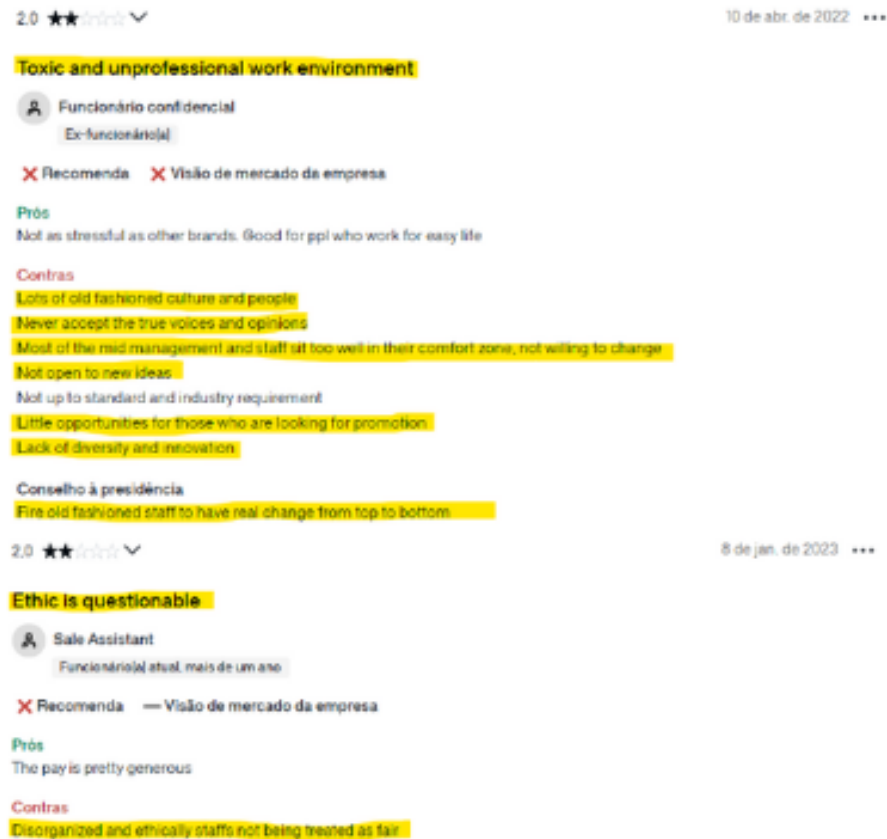 2.0 ★★☆☆☆ 10 de abr. de 2022 •••
Toxic and unprofessional work environment
Funcionário confidencial
Ex-funcionário(a)
Recomenda Visão de mercado da empresa
Prós
Not as stressful as other brands. Good for ppl who work for easy life
Contras
Lots of old fashioned culture and people
Never accept the true voices and opinions
Most of the mid management and staff sit too well in their comfort zone, not willing to change
Not open to new ideas
Not up to standard and industry requirement
Little opportunities for those who are looking for promotion
Lack of diversity and innovation
Conselho à presidência
Fire old fashioned staff to have real change from top to bottom
2,0 ★★☆☆☆ 8 de jan. de 2023 •••
Ethic is questionable
Sale Assistant
Funcionário(a) atual, mais de um ano
Recomenda — Visão de mercado da empresa
Prós
The pay is pretty generous
Contras
Disorganized and ethically staffs not being treated as fair